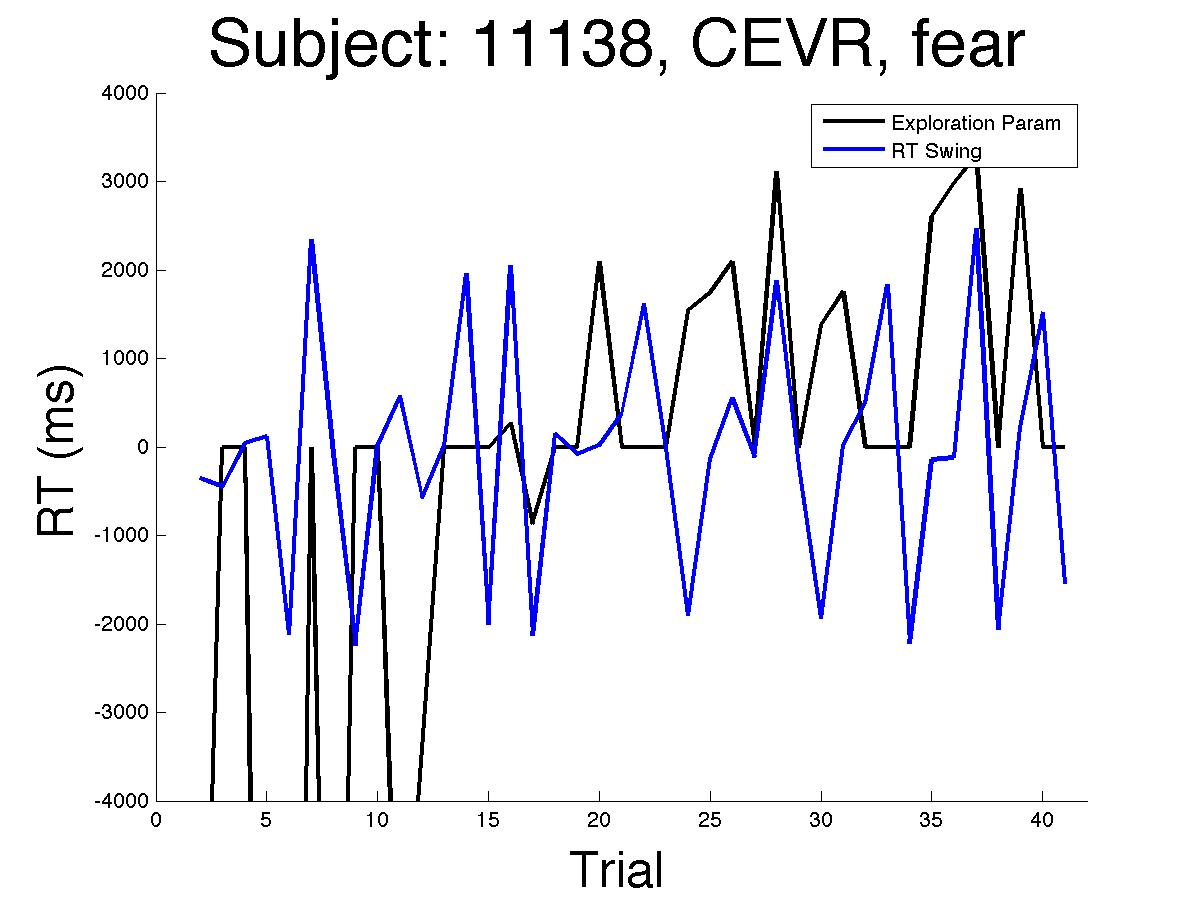 Subject: 11138, CEVR, fear
4000
3000
2000
1000
0
-1000
-2000
-3000
-4000
RT (ms)
Exploration Param
RT Swing
0 5 10 15 20 25 30 35 40
Trial